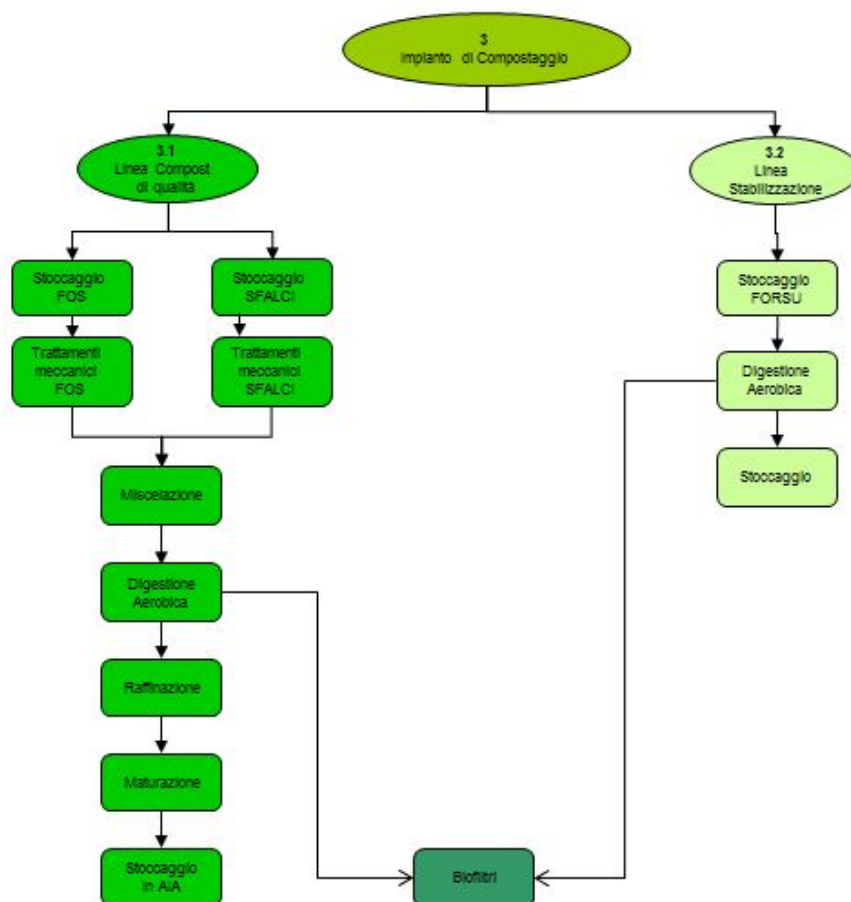 3
Impianto di Compostaggio
3.1
Linea Compost
di qualità
3.2
Linea
Stabilizzazione
Stoccaggio
FOS
Stoccaggio
SFALCI
Stoccaggio
FORSU
Trattamenti
meccanici
FOS
Trattamenti
meccanici
SFALCI
Digestione
Aerobica
Stoccaggio
Miscelazione
Digestione
Aerobica
Raffinazione
Maturazione
Stoccaggio
in AIA
Biofiltri